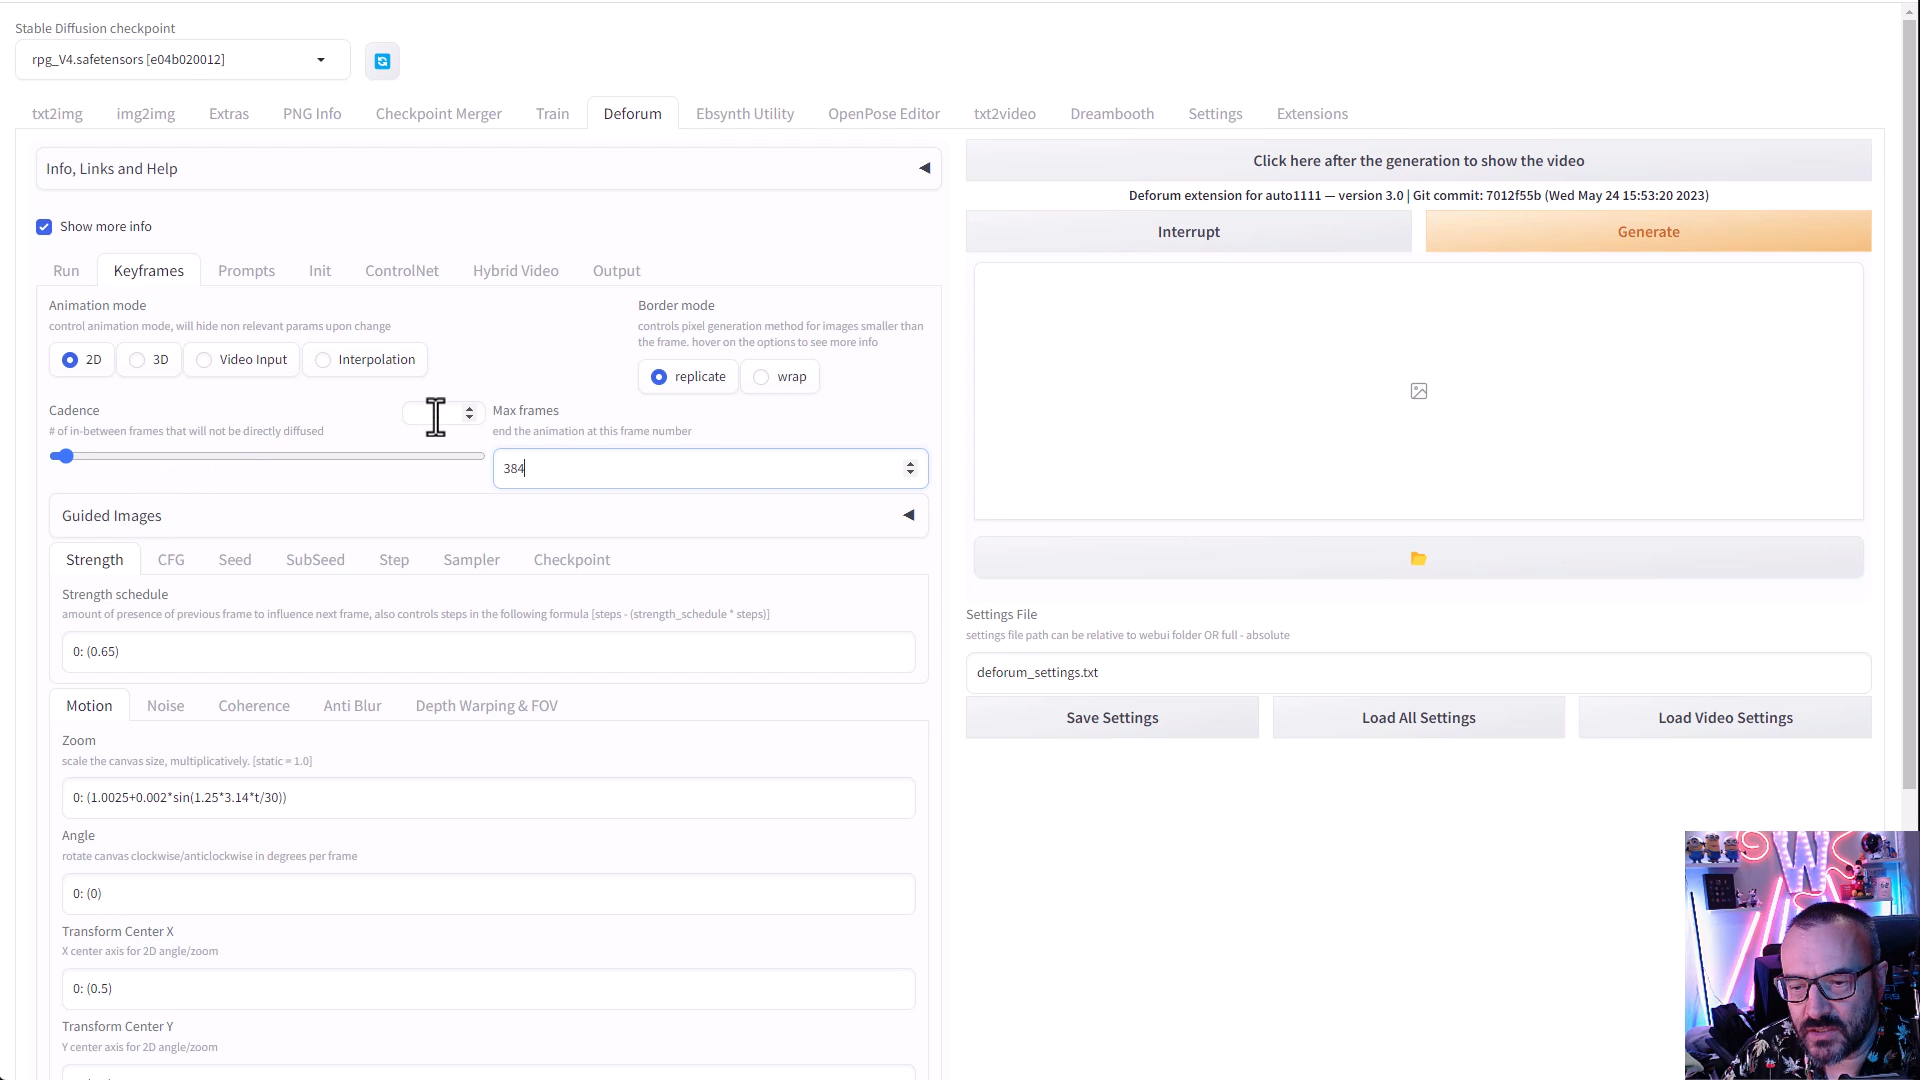 Stable Diffusion checkpoint
rpg_V4.safetensors [e04b020012]
txt2img img2img Extras PNG Info Checkpoint Merger Train Deforum Ebsynth Utility OpenPose Editor txt2video Dreambooth Settings Extensions
Info, Links and Help
Show more info
Run Keyframes Prompts Init ControlNet Hybrid Video Output
Animation mode
control animation mode, will hide non relevant params upon change
2D 3D Video Input Interpolation
Border mode
controls pixel generation method for images smaller than
the frame. hover on the options to see more info
replicate wrap
Cadence
# of in-between frames that will not be directly diffused
Max frames
end the animation at this frame number
384
Guided Images
Strength CFG Seed SubSeed Step Sampler Checkpoint
Strength schedule
amount of presence of previous frame to influence next frame, also controls steps in the following formula [steps - (strength_schedule * steps)]
0: (0.65)
Motion Noise Coherence Anti Blur Depth Warping & FOV
Zoom
scale the canvas size, multiplicatively. [static = 1.0]
0: (1.0025+0.002*sin(1.25*3.14*t/30))
Angle
rotate canvas clockwise/anticlockwise in degrees per frame
0: (0)
Transform Center X
X center axis for 2D angle/zoom
0: (0.5)
Transform Center Y
Y center axis for 2D angle/zoom
Click here after the generation to show the video
Deforum extension for auto1111 — version 3.0 | Git commit: 7012f55b (Wed May 24 15:53:20 2023)
Interrupt Generate
Settings File
settings file path can be relative to webui folder OR full - absolute
deforum_settings.txt
Save Settings Load All Settings Load Video Settings